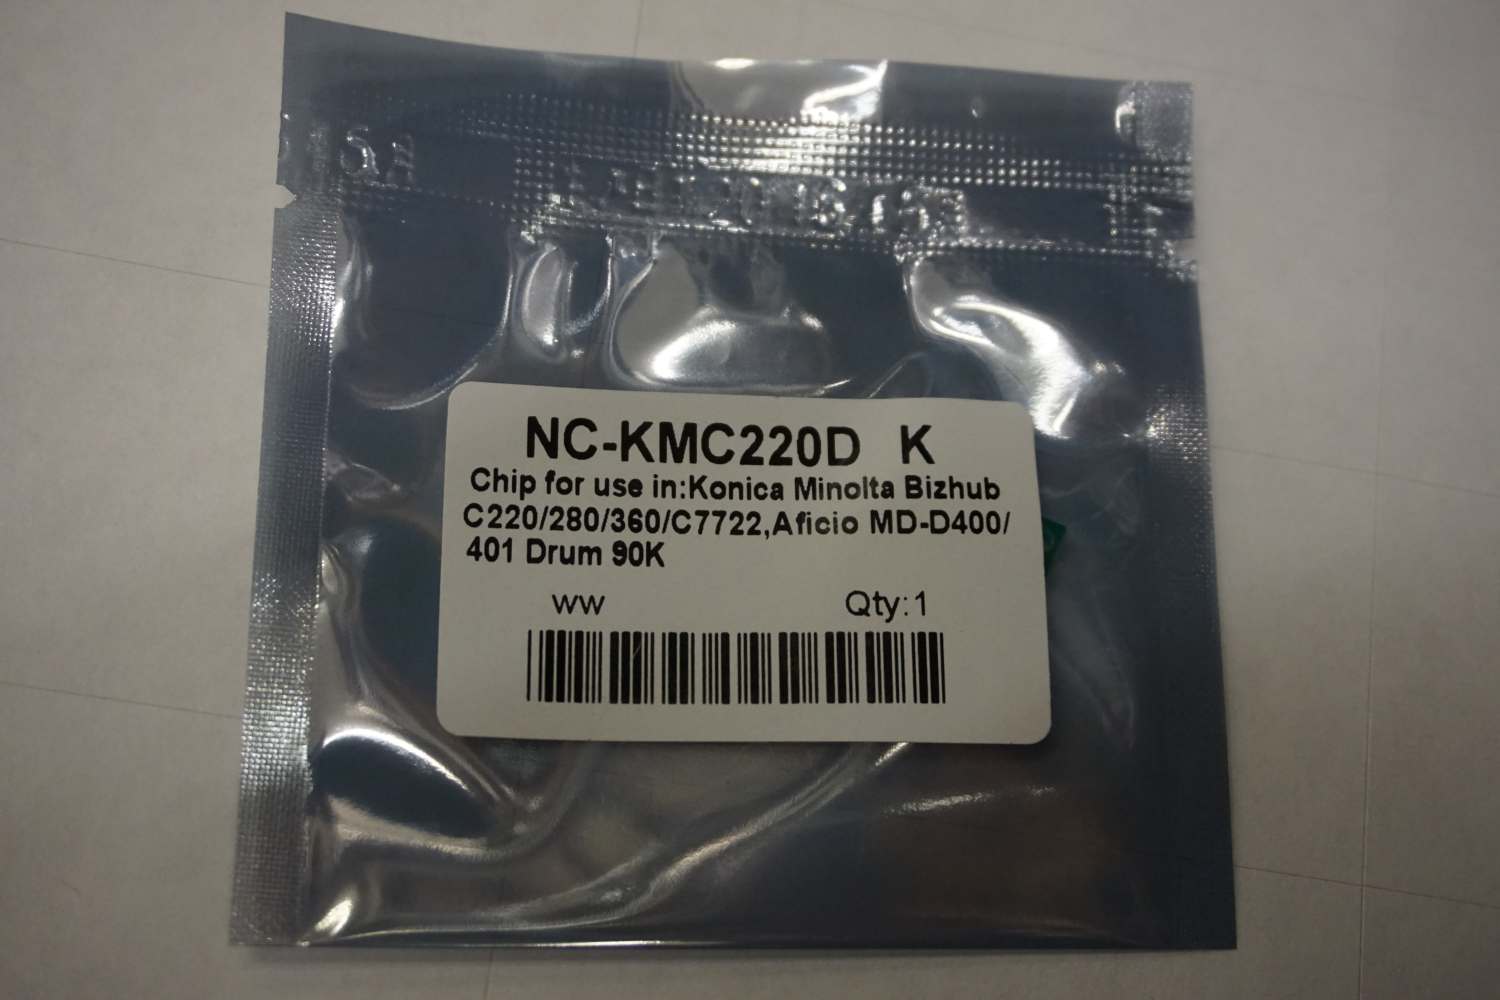 NC-KMC220D K
Chip for use in:Konica Minolta Bizhub
C220/280/360/C7722,Aficio MD-D400/
401 Drum 90K
WW Qty:1